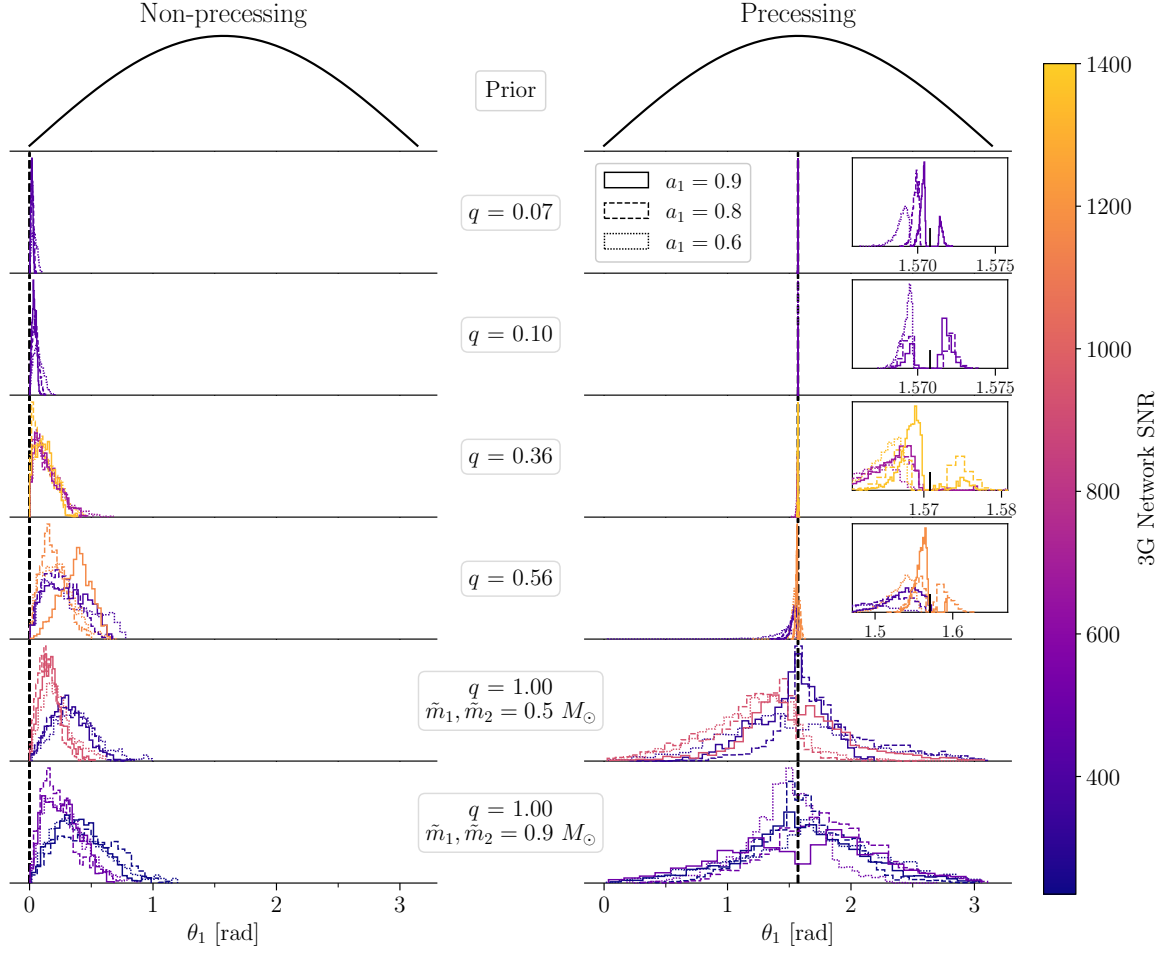 Non-precessing
Precessing
Prior
q = 0.07
a₁ = 0.9
a₁ = 0.8
a₁ = 0.6
1.570 1.575
q = 0.10
1.570 1.575
q = 0.36
1.57 1.58
q = 0.56
1.5 1.6
q = 1.00
m̃₁, m̃₂ = 0.5 M⊙
q = 1.00
m̃₁, m̃₂ = 0.9 M⊙
0 1 2 3
θ₁ [rad]
0 1 2 3
θ₁ [rad]
1400
1200
1000
800
600
400
3G Network SNR